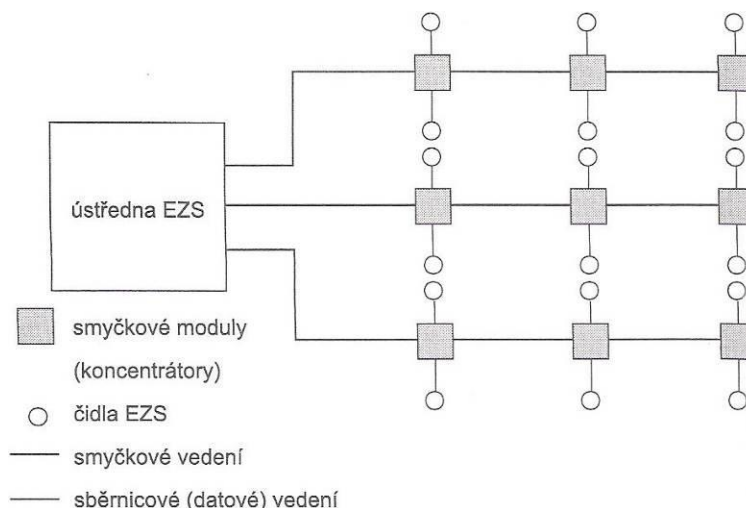 ústředna EZS
smyčkové moduly
(koncentrátory)
čidla EZS
smyčkové vedení
sběrnicové (datové) vedení